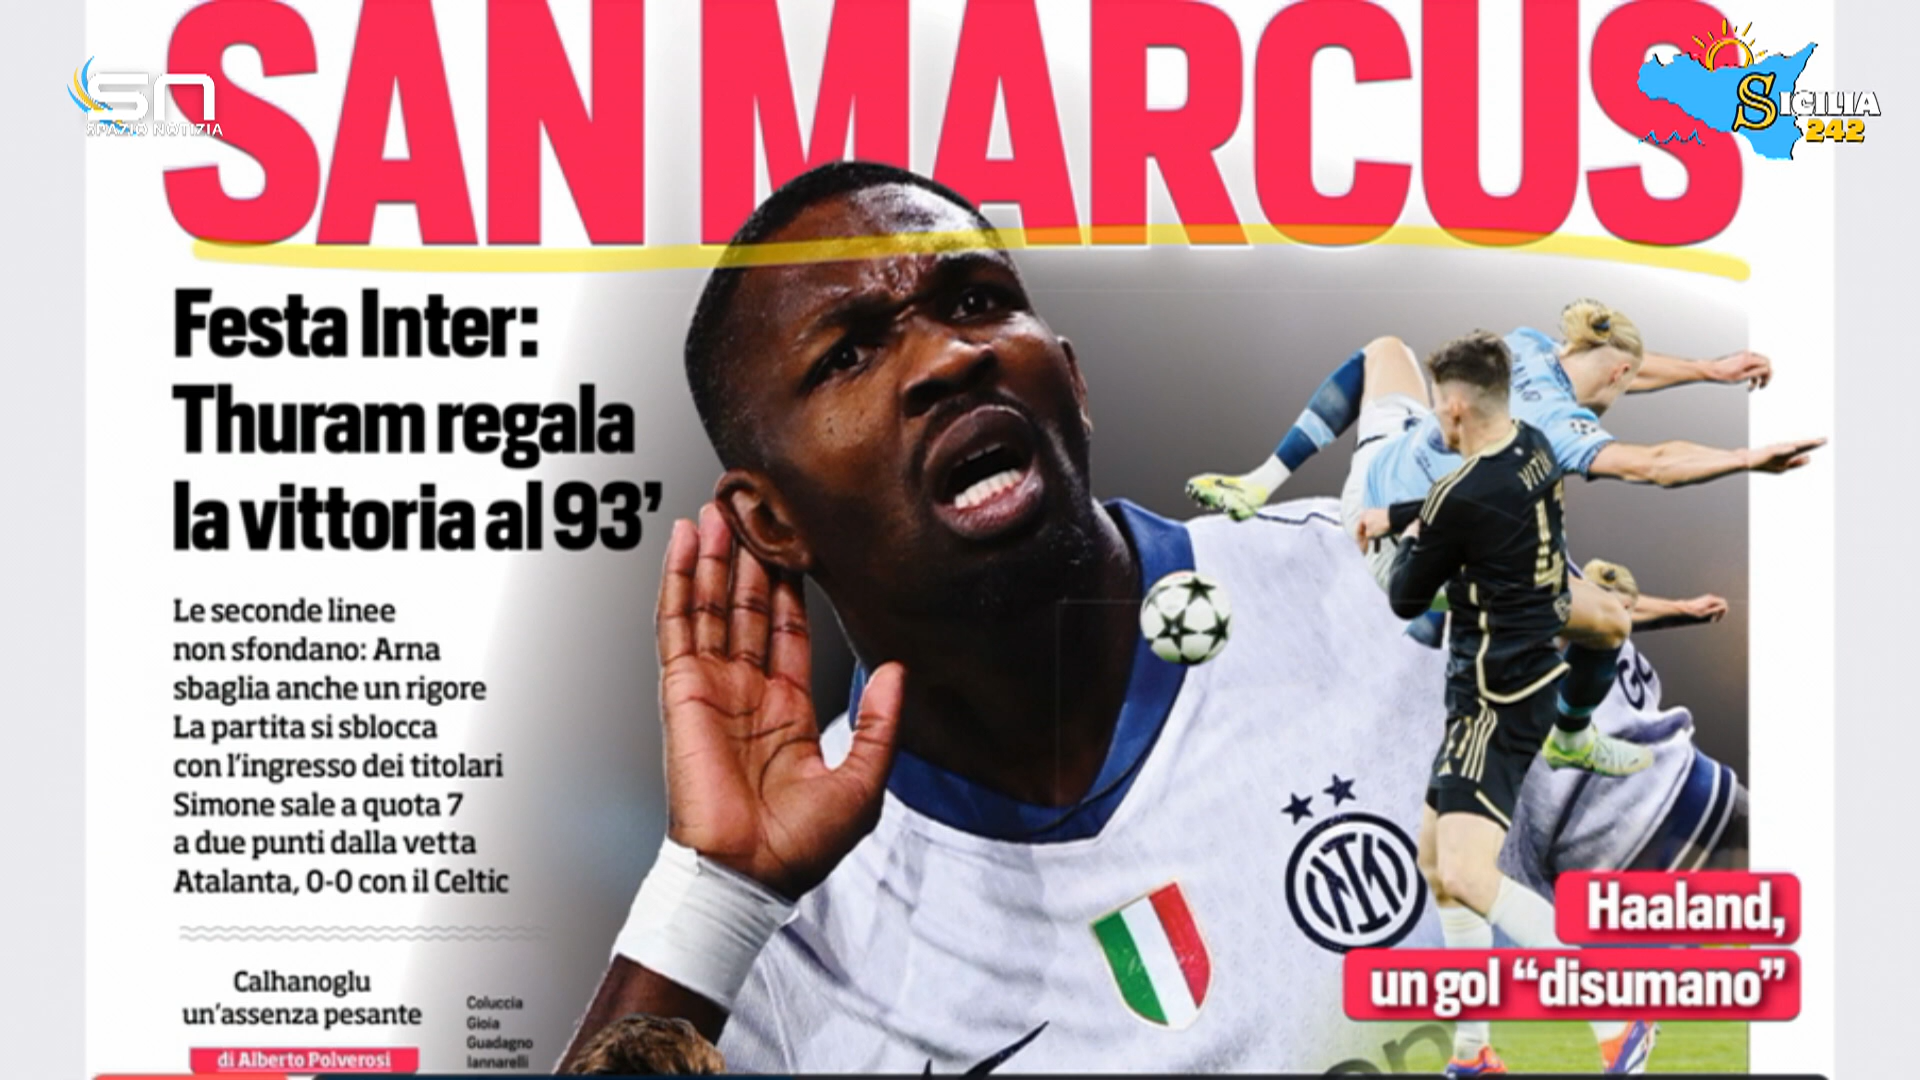 SAN MARCUS
SN
SPAZIO NOTIZIA
SICILIA
242
Festa Inter:
Thuram regala
la vittoria al 93’
Le seconde linee
non sfondano: Arna
sbaglia anche un rigore
La partita si sblocca
con l’ingresso dei titolari
Simone sale a quota 7
a due punti dalla vetta
Atalanta, 0-0 con il Celtic
Calhanoglu
un’assenza pesante
di Alberto Polverosi
Coluccia
Gioia
Guadagno
Iannarelli
Haaland,
un gol “disumano”